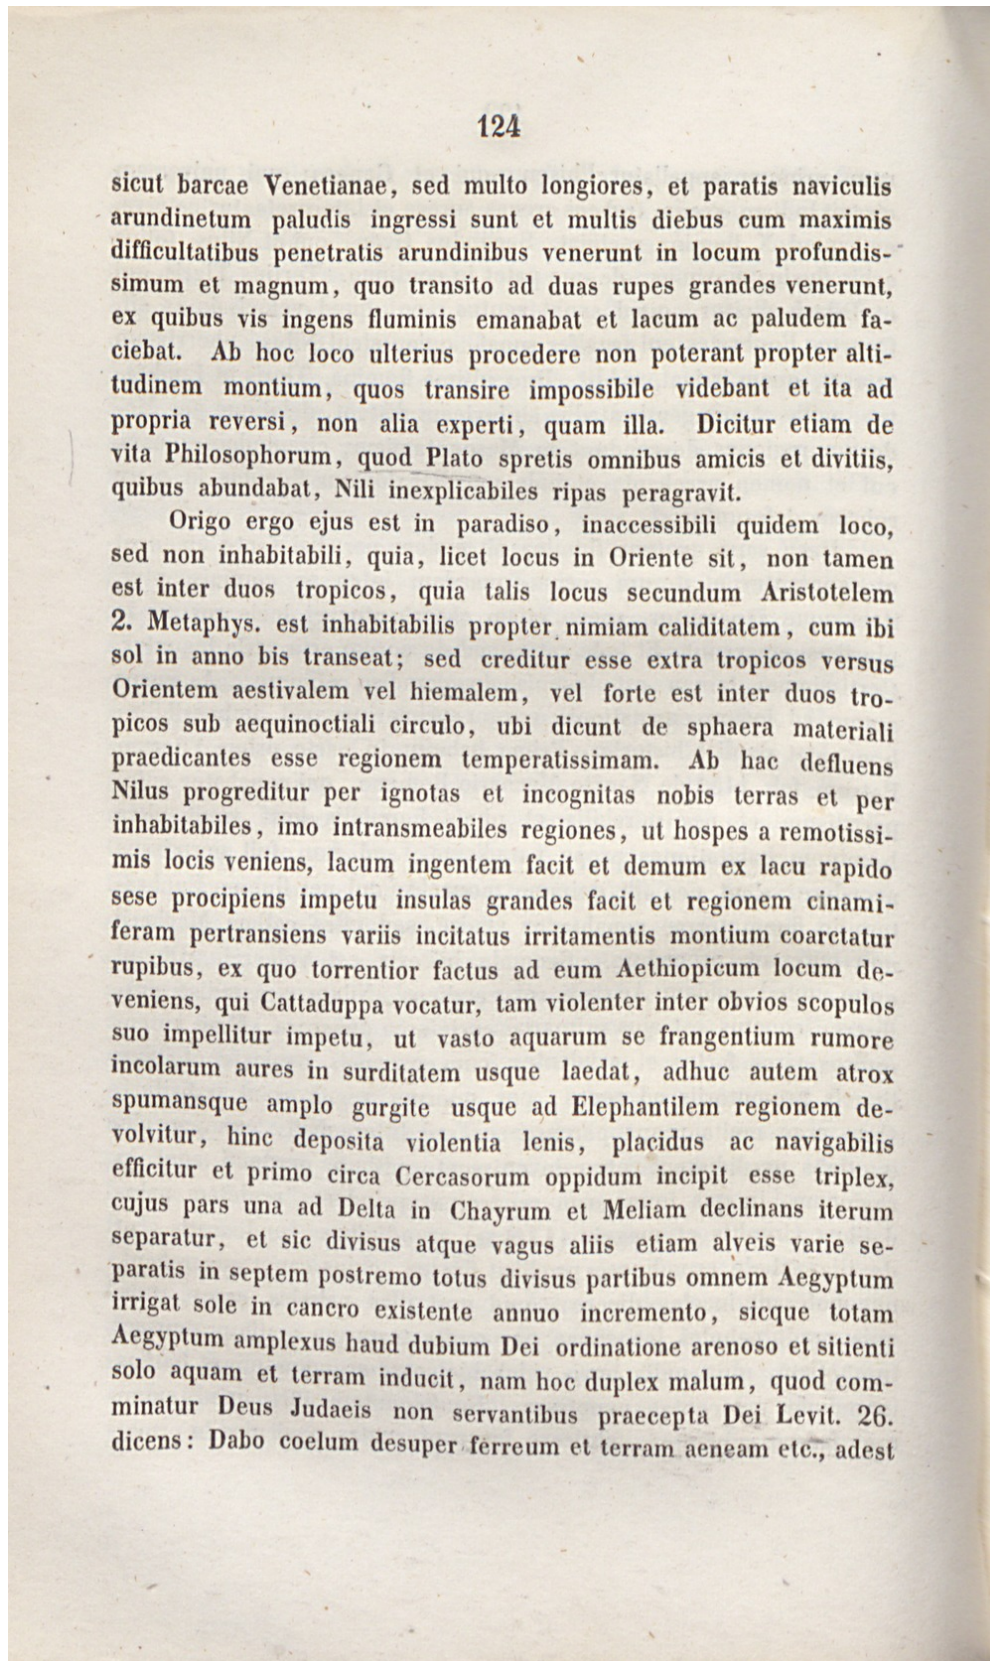 124
sicut barcae Venetianae, sed multo longiores, et paratis naviculis
arundinetum paludis ingressi sunt et multis diebus cum maximis
difficultatibus penetratis arundinibus venerunt in locum profundis-
simum et magnum, quo transito ad duas rupes grandes venerunt,
ex quibus vis ingens fluminis emanabat et lacum ac paludem fa-
ciebat. Ab hoc loco ulterius procedere non poterant propter alti-
tudinem montium, quos transire impossibile videbant et ita ad
propria reversi, non alia experti, quam illa. Dicitur etiam de
vita Philosophorum, quod Plato spretis omnibus amicis et divitiis,
quibus abundabat, Nili inexplicabiles ripas peragravit.
Origo ergo ejus est in paradiso, inaccessibili quidem loco,
sed non inhabitabili, quia, licet locus in Oriente sit, non tamen
est inter duos tropicos, quia talis locus secundum Aristotelem
2. Metaphys. est inhabitabilis propter nimiam caliditatem, cum ibi
sol in anno bis transeat; sed creditur esse extra tropicos versus
Orientem aestivalem vel hiemalem, vel forte est inter duos tro-
picos sub aequinoctiali circulo, ubi dicunt de sphaera materiali
praedicantes esse regionem temperatissimam. Ab hac defluens
Nilus progreditur per ignotas et incognitas nobis terras et per
inhabitabiles, imo intransmeabiles regiones, ut hospes a remotissi-
mis locis veniens, lacum ingentem facit et demum ex lacu rapido
sese procipiens impetu insulas grandes facit et regionem cinami-
feram pertransiens variis incitatus irritamentis montium coarctatur
rupibus, ex quo torrentior factus ad eum Aethiopicum locum de-
veniens, qui Cattaduppa vocatur, tam violenter inter obvios scopulos
suo impellitur impetu, ut vasto aquarum se frangentium rumore
incolarum aures in surditatem usque laedat, adhuc autem atrox
spumansque amplo gurgite usque ad Elephantilem regionem de-
volvitur, hinc deposita violentia lenis, placidus ac navigabilis
efficitur et primo circa Cercasorum oppidum incipit esse triplex,
cujus pars una ad Delta in Chayrum et Meliam declinans iterum
separatur, et sic divisus atque vagus aliis etiam alveis varie se-
paratis in septem postremo totus divisus partibus omnem Aegyptum
irrigat sole in cancro existente annuo incremento, sicque totam
Aegyptum amplexus haud dubium Dei ordinatione arenoso et sitienti
solo aquam et terram inducit, nam hoc duplex malum, quod com-
minatur Deus Judaeis non servantibus praecepta Dei Levit. 26.
dicens: Dabo coelum desuper ferreum et terram aeneam etc., adest